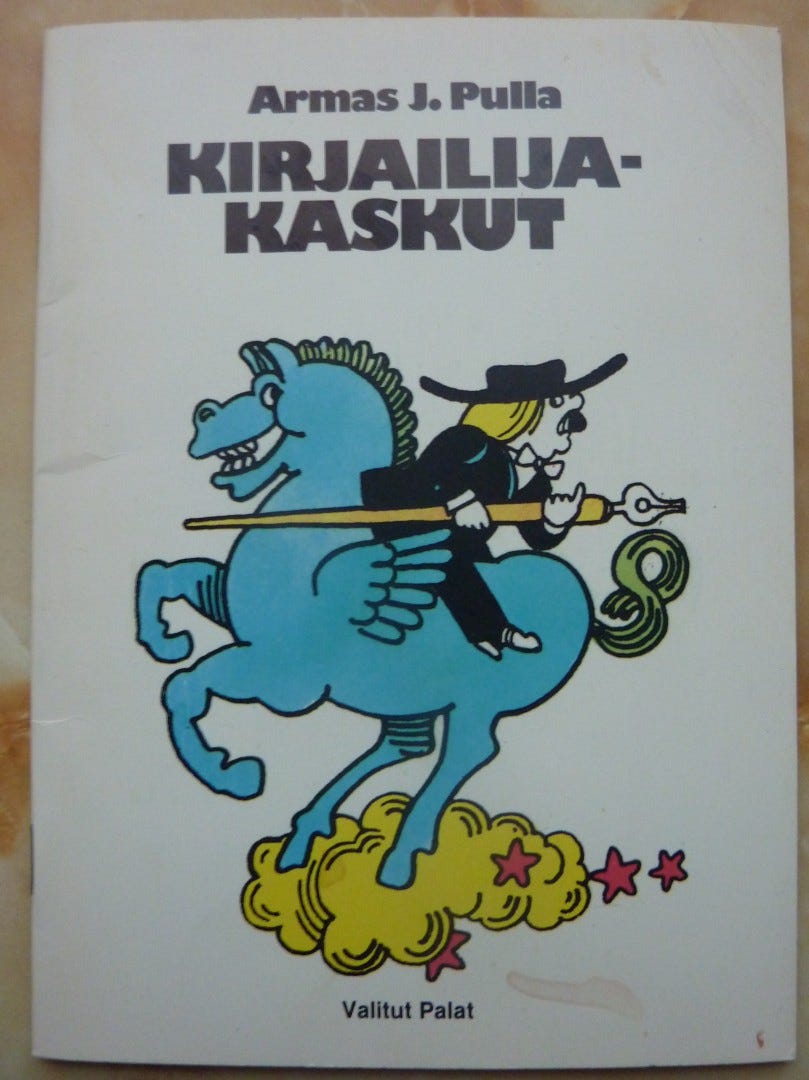 Armas J. Pulla
KIRJAILIJA-
KASKUT
Valitut Palat